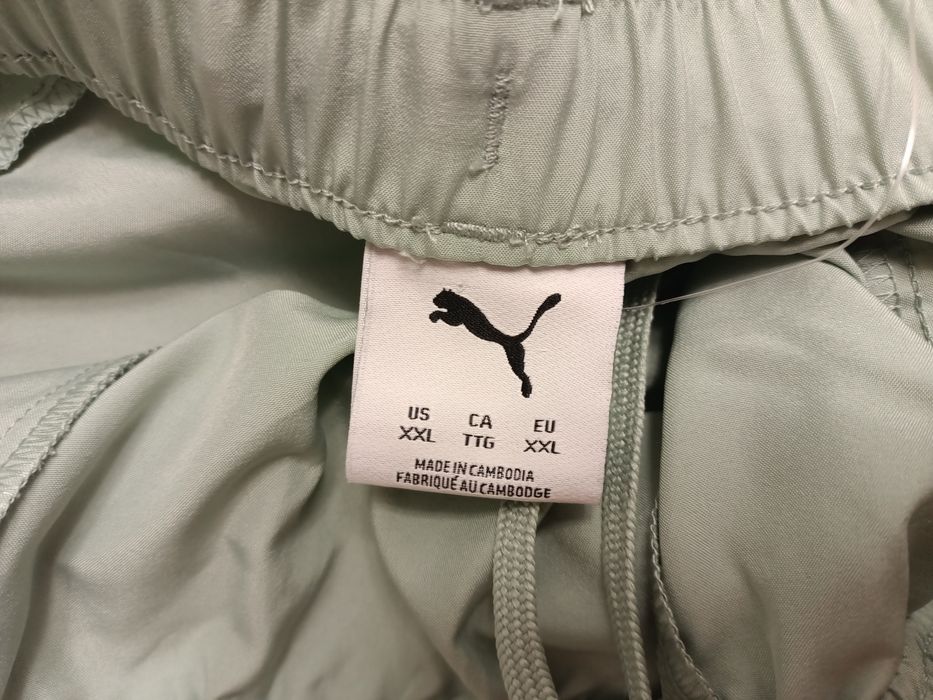 US CA EU
XXL TTG XXL
MADE IN CAMBODIA
FABRIQUÉ AU CAMBODGE